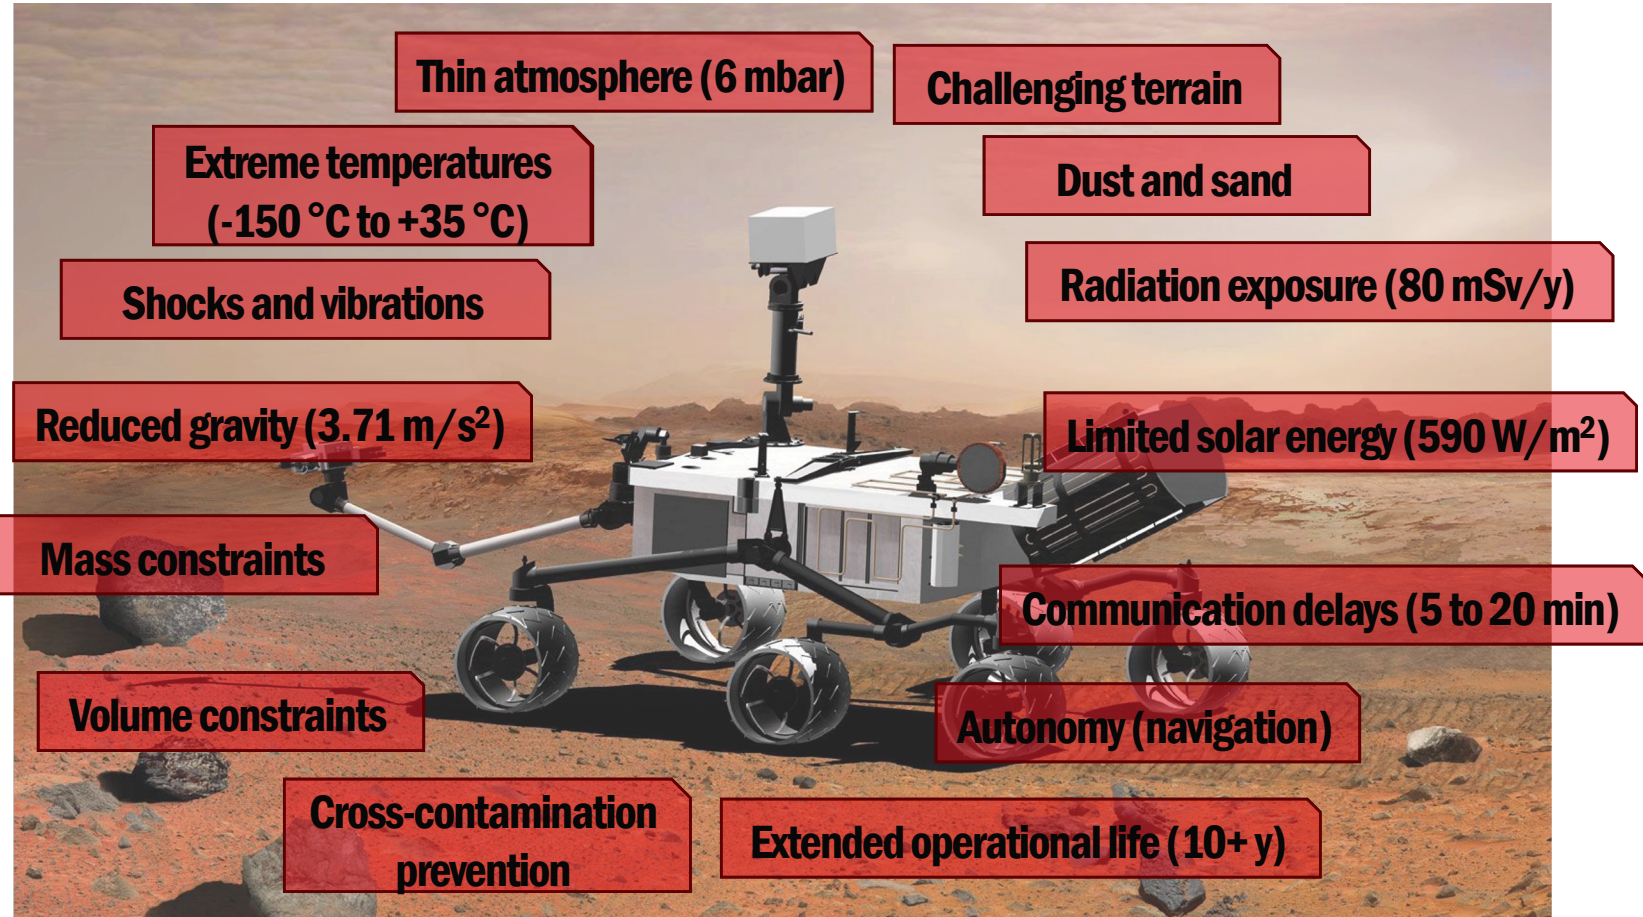 Thin atmosphere (6 mbar)
Challenging terrain
Extreme temperatures
(-150 °C to +35 °C)
Dust and sand
Shocks and vibrations
Radiation exposure (80 mSv/y)
Reduced gravity (3.71 m/s²)
Limited solar energy (590 W/m²)
Mass constraints
Communication delays (5 to 20 min)
Volume constraints
Autonomy (navigation)
Cross-contamination
prevention
Extended operational life (10+ y)